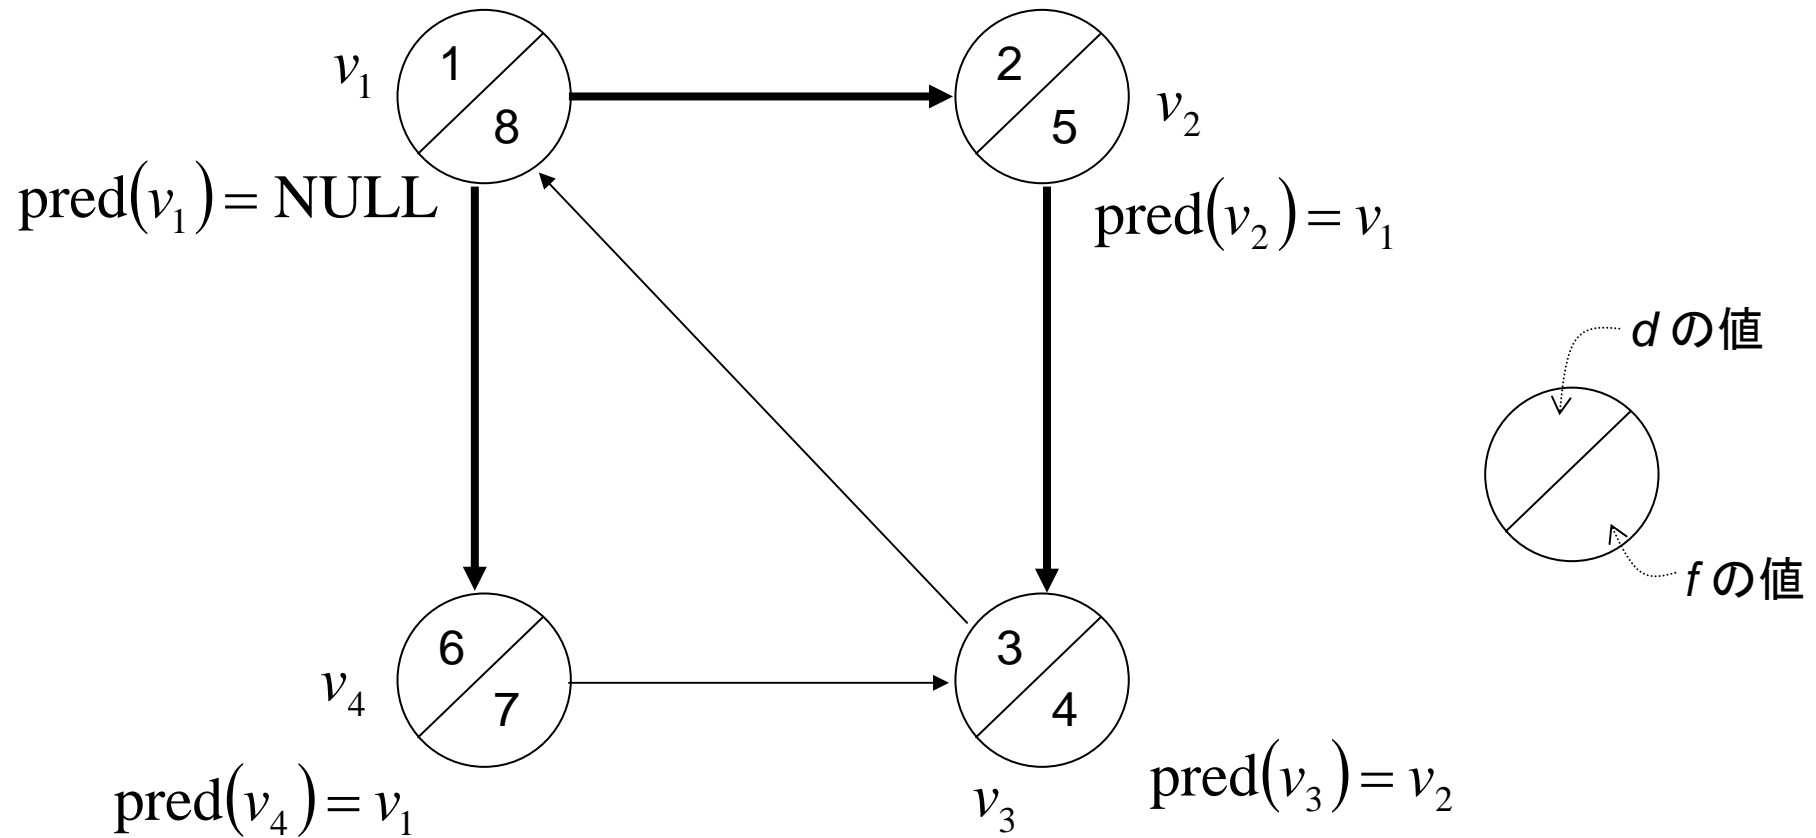 v₁
1
8
2
5
v₂
pred(v₁) = NULL
pred(v₂) = v₁
d の値
f の値
v₄
6
7
3
4
v₃
pred(v₄) = v₁
pred(v₃) = v₂